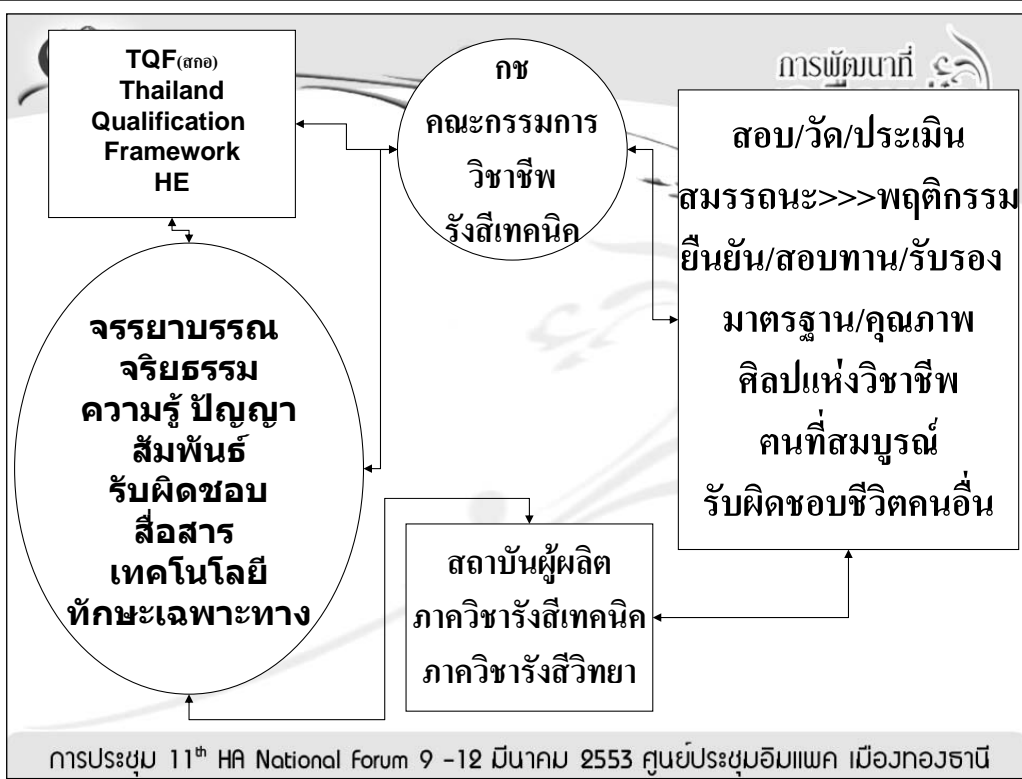 TQF(สกอ)
Thailand
Qualification
Framework
HE
กช
คณะกรรมการ
วิชาชีพ
รังสีเทคนิค
การพัฒนาที่
สอบ/วัด/ประเมิน
สมรรถนะ>>>พฤติกรรม
ยืนยัน/สอบทาน/รับรอง
มาตรฐาน/คุณภาพ
ศิลปแห่งวิชาชีพ
ฅนที่สมบูรณ์
รับผิดชอบชีวิตคนอื่น
จรรยาบรรณ
จริยธรรม
ความรู้ ปัญญา
สัมพันธ์
รับผิดชอบ
สื่อสาร
เทคโนโลยี
ทักษะเฉพาะทาง
สถาบันผู้ผลิต
ภาควิชารังสีเทคนิค
ภาควิชารังสีวิทยา
การประชุม 11th HA National Forum 9 -12 มีนาคม 2553 ศูนย์ประชุมอิมแพค เมืองทองธานี